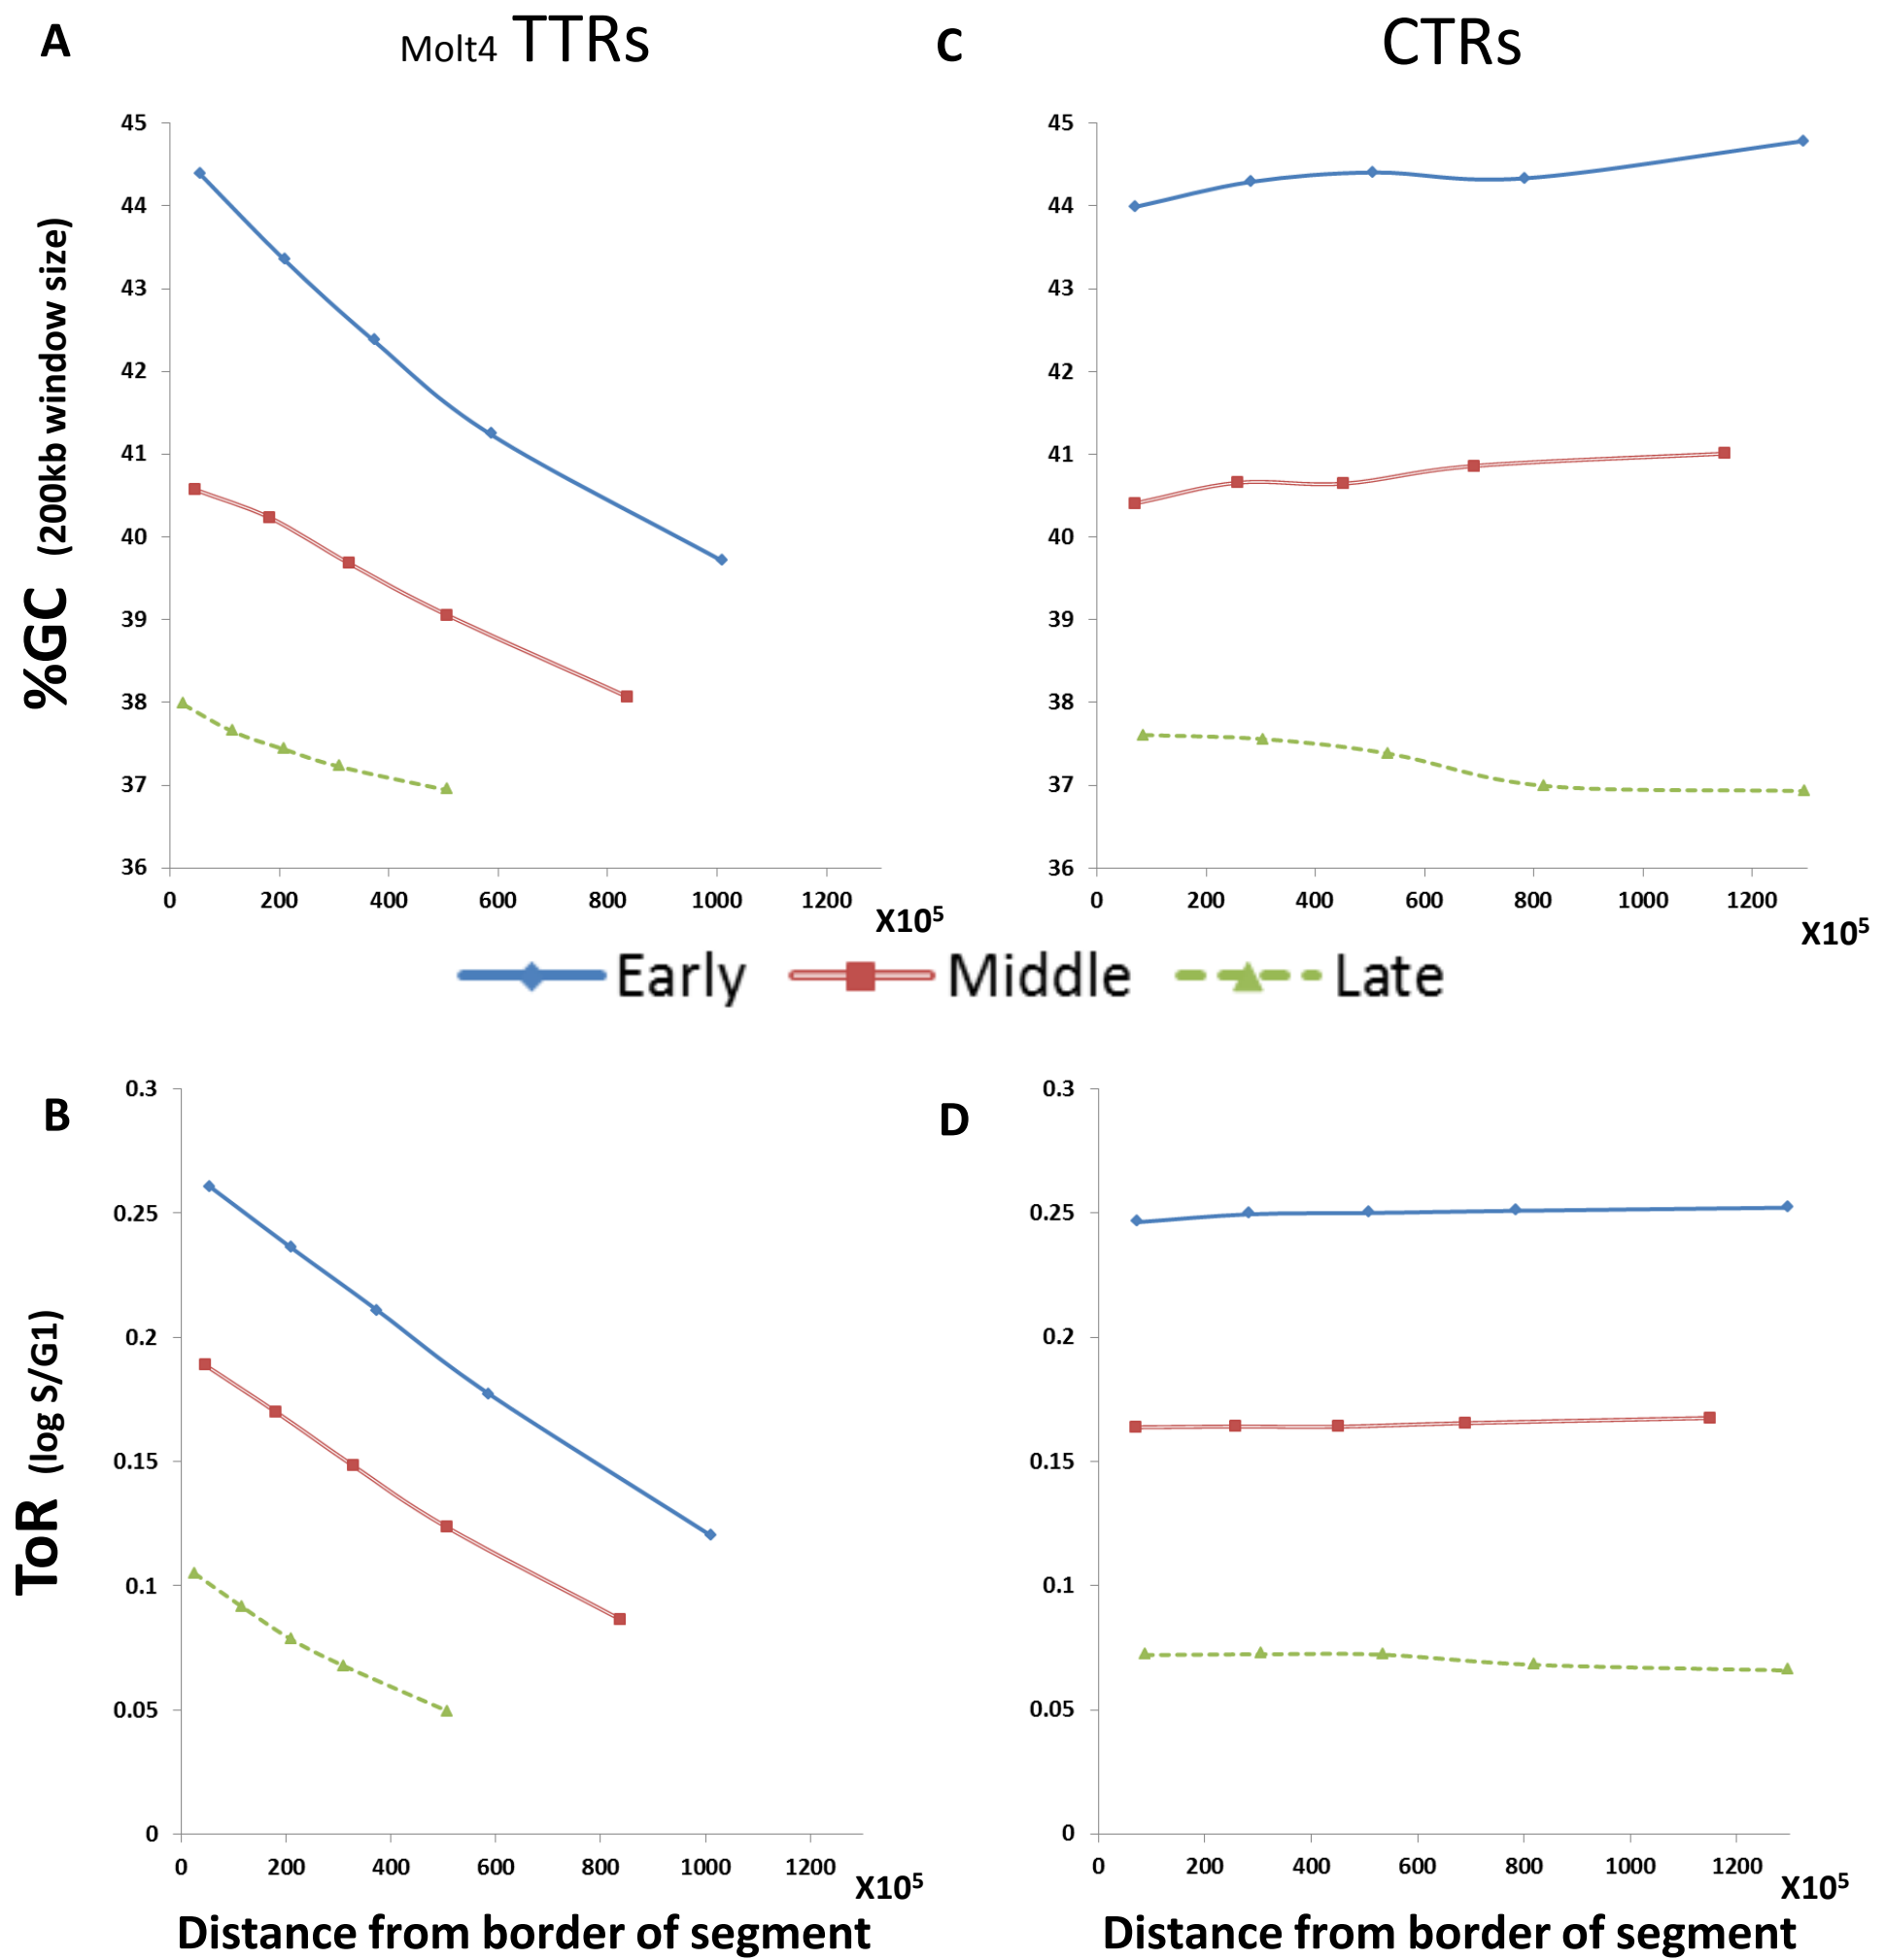 A
Molt4 TTRs
C
CTRs
%GC (200kb window size)
45
44
43
42
41
40
39
38
37
36
0 200 400 600 800 1000 1200
X10⁵
45
44
43
42
41
40
39
38
37
36
0 200 400 600 800 1000 1200
X10⁵
Early Middle Late
B
ToR (log S/G1)
0.3
0.25
0.2
0.15
0.1
0.05
0
0 200 400 600 800 1000 1200
X10⁵
Distance from border of segment
D
0.3
0.25
0.2
0.15
0.1
0.05
0
0 200 400 600 800 1000 1200
X10⁵
Distance from border of segment